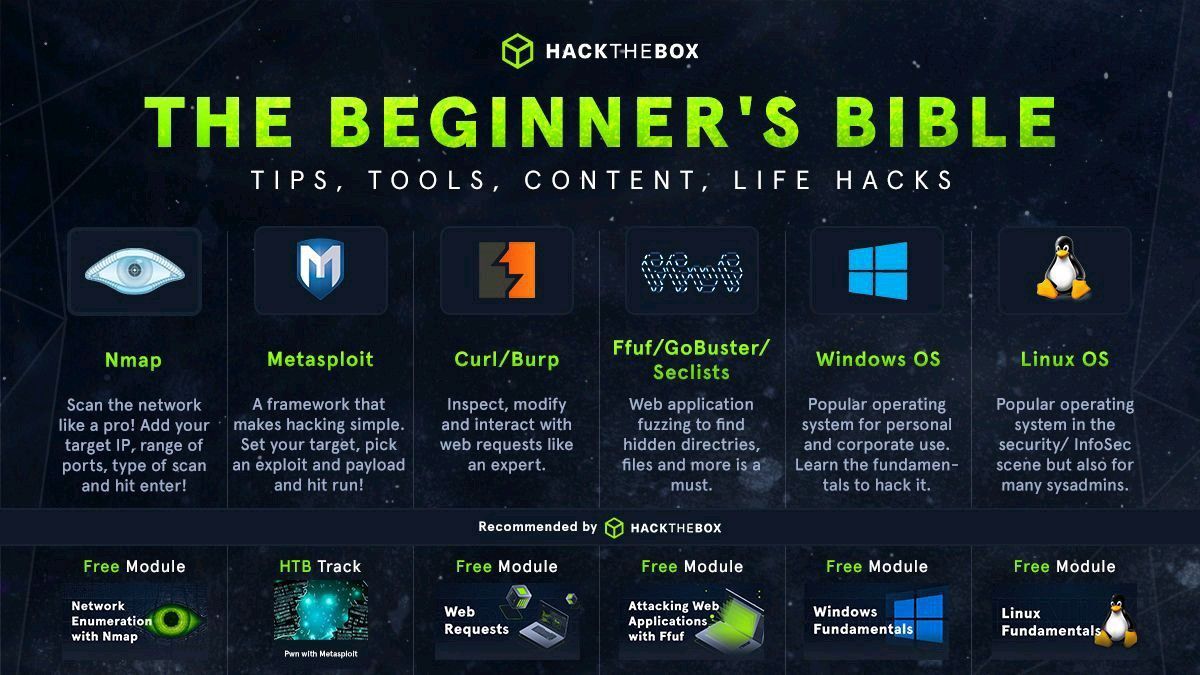 HACKTHEBOX
THE BEGINNER'S BIBLE
TIPS, TOOLS, CONTENT, LIFE HACKS
Nmap
Scan the network
like a pro! Add your
target IP, range of
ports, type of scan
and hit enter!
Metasploit
A framework that
makes hacking simple.
Set your target, pick
an exploit and payload
and hit run!
Curl/Burp
Inspect, modify
and interact with
web requests like
an expert.
ffuf
Ffuf/GoBuster/
Seclists
Web application
fuzzing to find
hidden directries,
files and more is a
must.
Windows OS
Popular operating
system for personal
and corporate use.
Learn the fundamen-
tals to hack it.
Linux OS
Popular operating
system in the
security/ InfoSec
scene but also for
many sysadmins.
Recommended by HACKTHEBOX
Free Module
Network
Enumeration
with Nmap
HTB Track
Pwn with Metasploit
Free Module
Web
Requests
Free Module
Attacking Web
Applications
with Ffuf
Free Module
Windows
Fundamentals
Free Module
Linux
Fundamentals